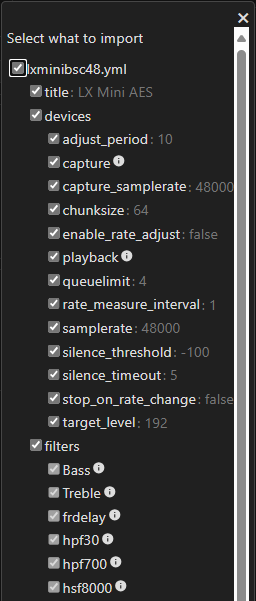 Select what to import
lxminibsc48.yml
title: LX Mini AES
devices
adjust_period: 10
capture
capture_samplerate: 48000
chunksize: 64
enable_rate_adjust: false
playback
queuelimit: 4
rate_measure_interval: 1
samplerate: 48000
silence_threshold: -100
silence_timeout: 5
stop_on_rate_change: false
target_level: 192
filters
Bass
Treble
frdelay
hpf30
hpf700
hsf8000